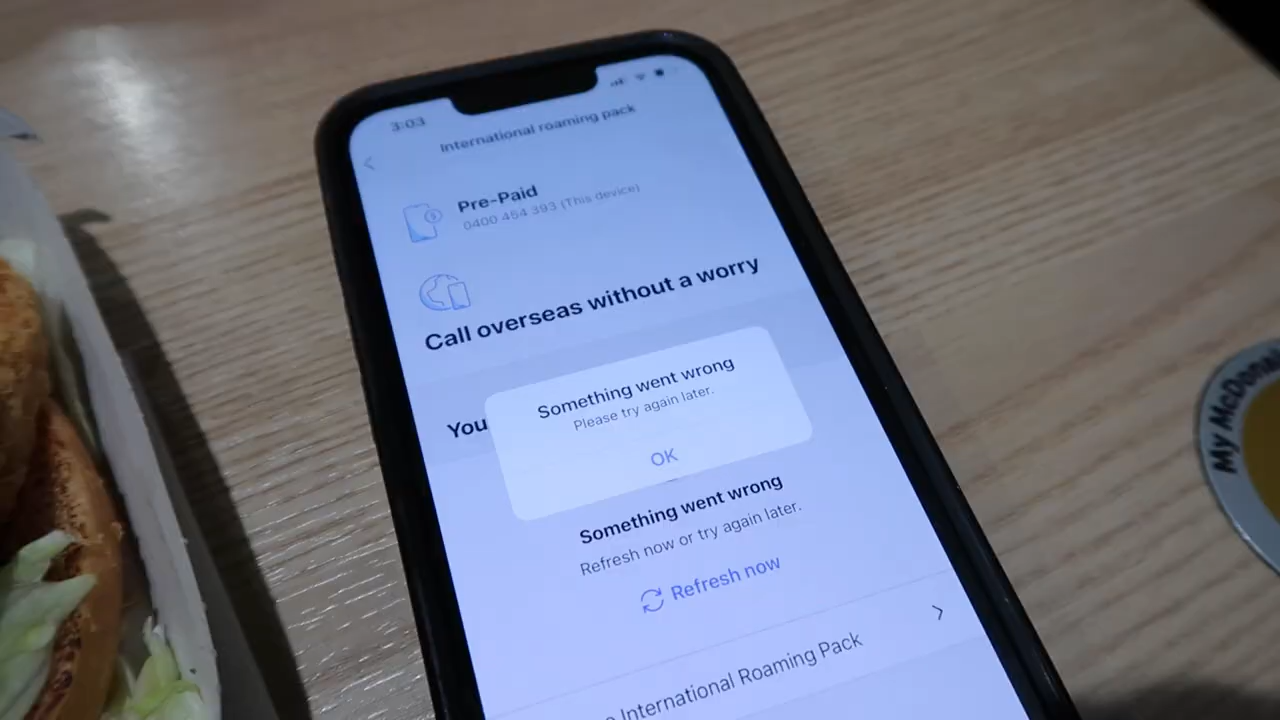 3:03
International roaming pack
Pre-Paid
0400 454 393 (This device)
Call overseas without a worry
You
Something went wrong
Please try again later.
OK
Something went wrong
Refresh now or try again later.
Refresh now
International Roaming Pack
My McDonald